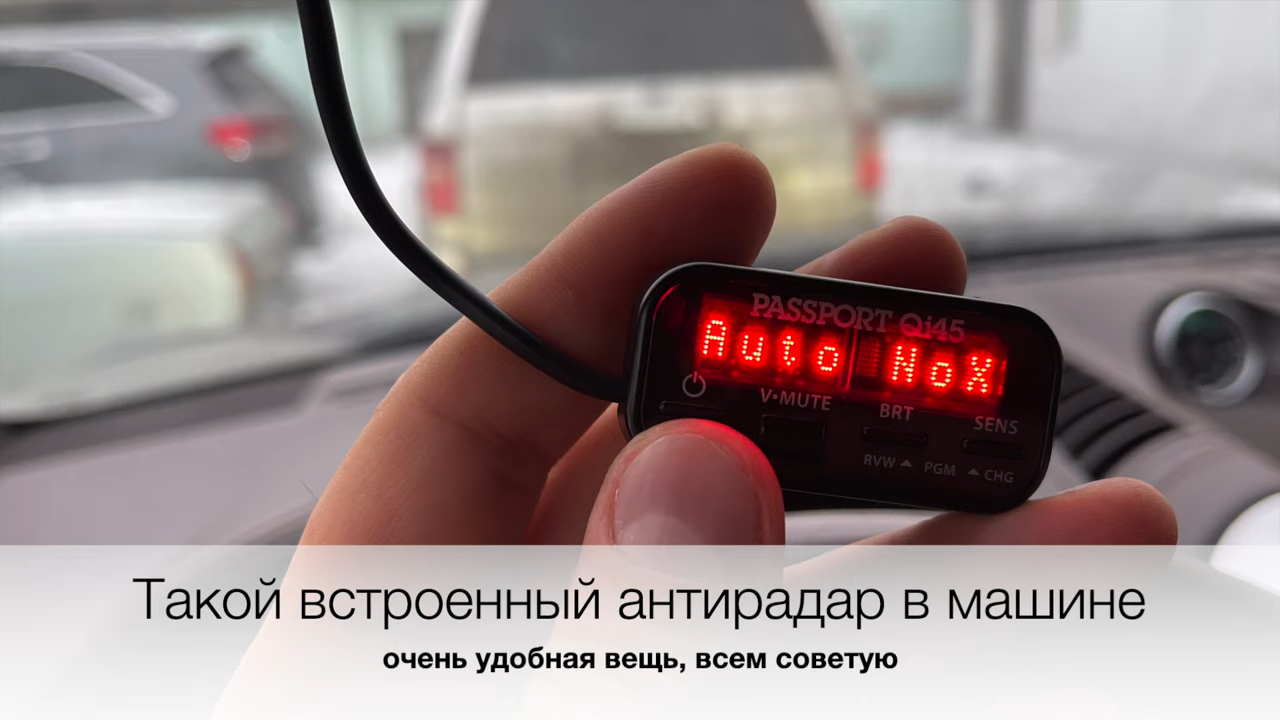 PASSPORT Qi45
Auto NoX
V•MUTE BRT SENS
RVW ▲ PGM ▲ CHG
Такой встроенный антирадар в машине
очень удобная вещь, всем советую